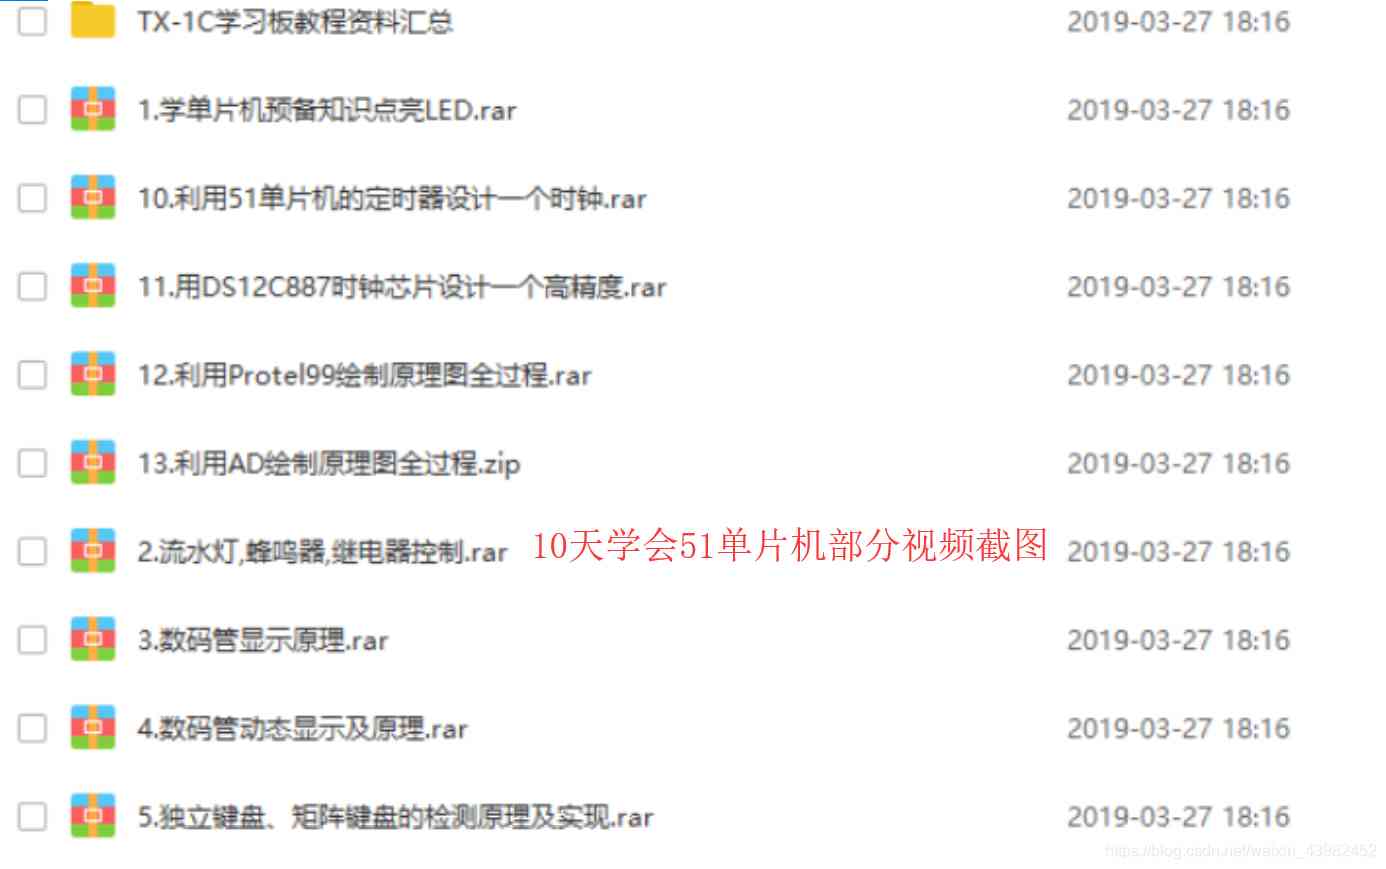 TX-1C学习板教程资料汇总 2019-03-27 18:16
1.学单片机预备知识点亮LED.rar 2019-03-27 18:16
10.利用51单片机的定时器设计一个时钟.rar 2019-03-27 18:16
11.用DS12C887时钟芯片设计一个高精度.rar 2019-03-27 18:16
12.利用Protel99绘制原理图全过程.rar 2019-03-27 18:16
13.利用AD绘制原理图全过程.zip 2019-03-27 18:16
2.流水灯,蜂鸣器,继电器控制.rar 10天学会51单片机部分视频截图 2019-03-27 18:16
3.数码管显示原理.rar 2019-03-27 18:16
4.数码管动态显示及原理.rar 2019-03-27 18:16
5.独立键盘、矩阵键盘的检测原理及实现.rar 2019-03-27 18:16
https://blog.csdn.net/weixin_43982452